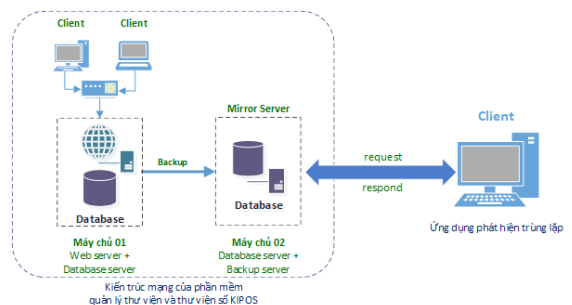 Client
Client
Mirror Server
Client
Backup
request
respond
Database
Database
Ứng dụng phát hiện trùng lặp
Máy chủ 01
Web server +
Database server
Máy chủ 02
Database server +
Backup server
Kiến trúc mạng của phần mềm
quản lý thư viện và thư viện số KIPOS